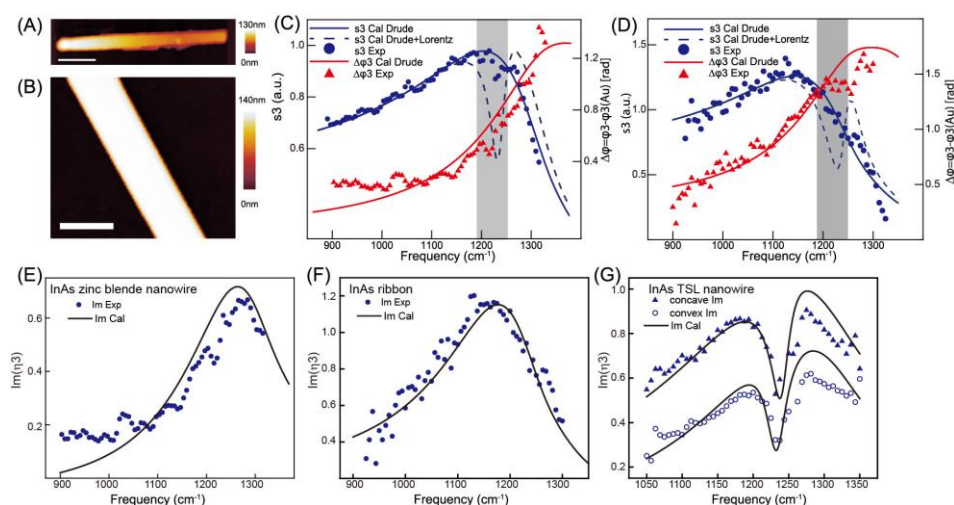 (A)
130nm
0nm
(B)
140nm
0nm
(C)
s3 Cal Drude
s3 Cal Drude+Lorentz
s3 Exp
Δφ3 Cal Drude
Δφ3 Exp
s3 (a.u.)
1.0
0.8
0.6
1.2
0.8
0.4
Δφ=φ3-φ3(Au) [rad]
900 1000 1100 1200 1300
Frequency (cm-1)
(D)
s3 Cal Drude
s3 Cal Drude+Lorentz
s3 Exp
Δφ3 Cal Drude
Δφ3 Exp
s3 (a.u.)
1.5
1.0
0.5
1.5
1.0
0.5
Δφ=φ3-φ3(Au) [rad]
900 1000 1100 1200 1300
Frequency (cm-1)
(E)
InAs zinc blende nanowire
Im Exp
Im Cal
Im(η3)
0.6
0.4
0.2
900 1000 1100 1200 1300
Frequency (cm-1)
(F)
InAs ribbon
Im Exp
Im Cal
Im(η3)
1.2
1.0
0.8
0.6
0.4
900 1000 1100 1200 1300
Frequency (cm-1)
(G)
InAs TSL nanowire
concave Im
convex Im
Im Cal
Im(η3)
1.0
0.8
0.6
0.4
0.2
1050 1100 1150 1200 1250 1300 1350
Frequency (cm-1)